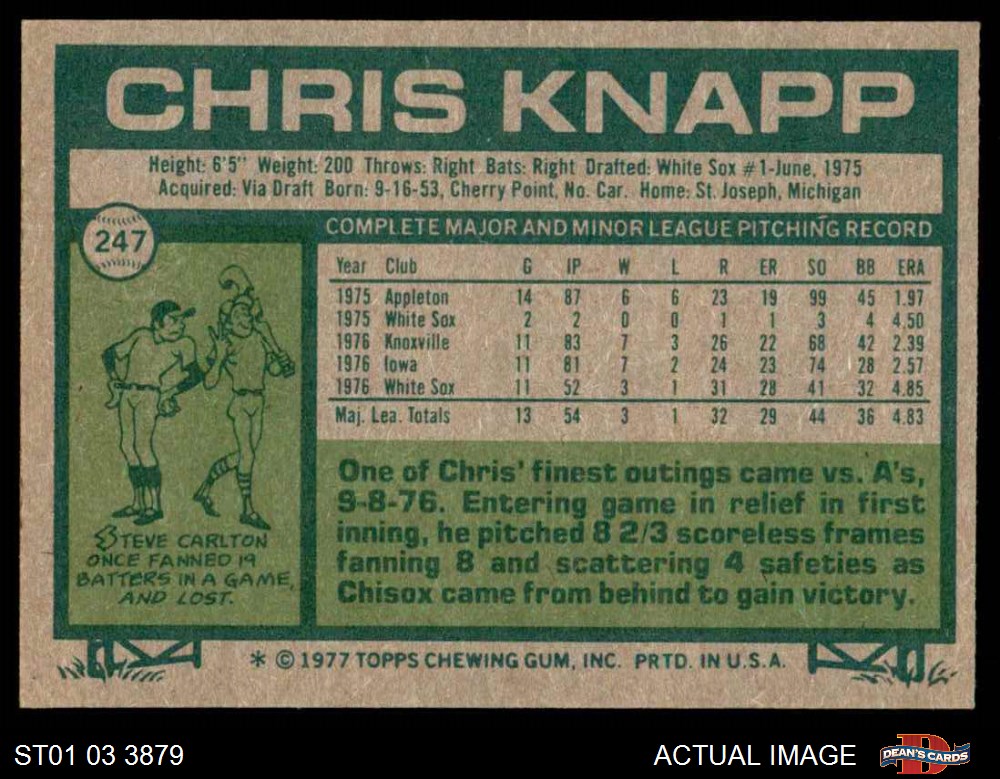 CHRIS KNAPP
Height: 6'5" Weight: 200 Throws: Right Bats: Right Drafted: White Sox #1-June, 1975
Acquired: Via Draft Born: 9-16-53, Cherry Point, No. Car. Home: St. Joseph, Michigan
247
COMPLETE MAJOR AND MINOR LEAGUE PITCHING RECORD
Year Club G IP W L R ER SO BB ERA
1975 Appleton 14 87 6 6 23 19 99 45 1.97
1975 White Sox 2 2 0 0 1 1 3 4 4.50
1976 Knoxville 11 83 7 3 26 22 68 42 2.39
1976 Iowa 11 81 7 2 24 23 74 28 2.57
1976 White Sox 11 52 3 1 31 28 41 32 4.85
Maj. Lea. Totals 13 54 3 1 32 29 44 36 4.83
STEVE CARLTON
ONCE FANNED 19
BATTERS IN A GAME,
AND LOST.
One of Chris' finest outings came vs. A's,
9-8-76. Entering game in relief in first
inning, he pitched 8 2/3 scoreless frames
fanning 8 and scattering 4 safeties as
Chisox came from behind to gain victory.
* © 1977 TOPPS CHEWING GUM, INC. PRTD. IN U.S.A.
ST01 03 3879
ACTUAL IMAGE
DEAN'S CARDS